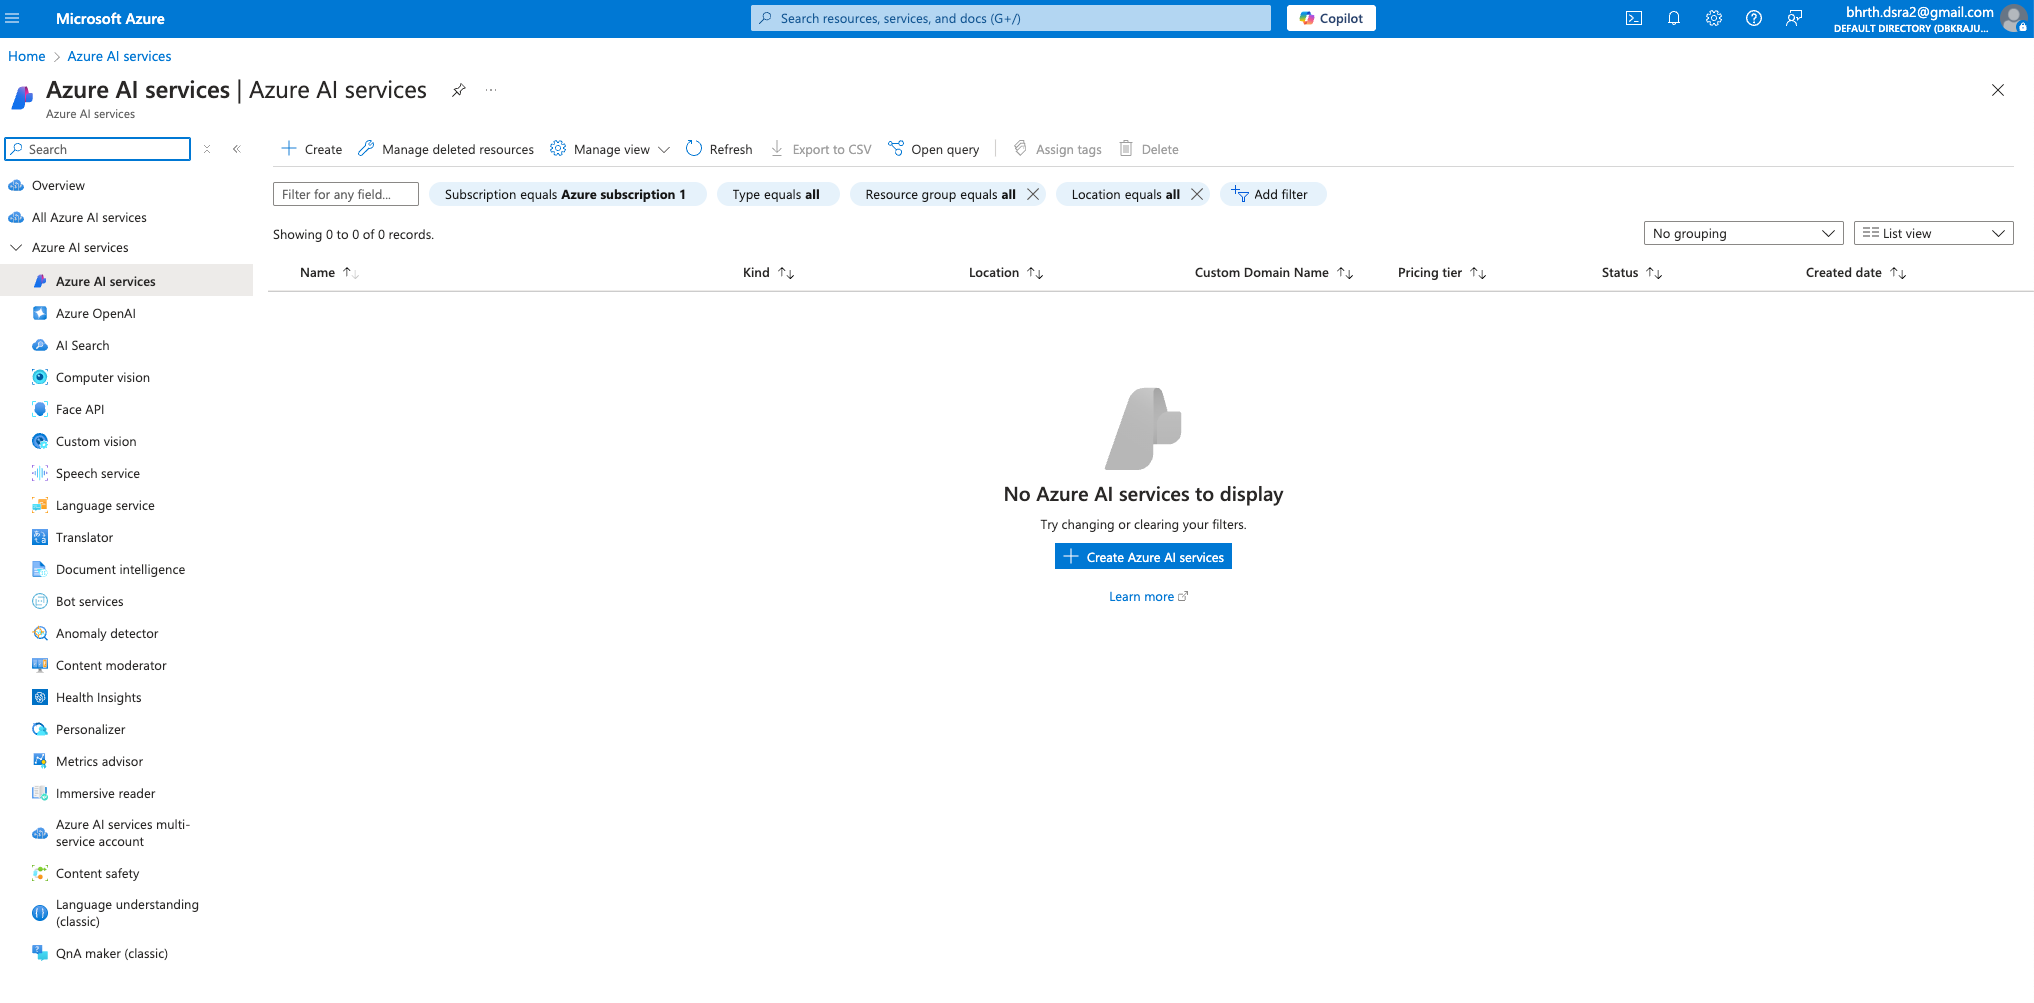 Microsoft Azure
Search resources, services, and docs (G+/)
Copilot
bhrth.dsra2@gmail.com
DEFAULT DIRECTORY (DBKRAJU...
Home > Azure AI services
Azure AI services | Azure AI services
...
Azure AI services
Search
Create
Manage deleted resources
Manage view
Refresh
Export to CSV
Open query
Assign tags
Delete
Overview
All Azure AI services
Azure AI services
Azure AI services
Azure OpenAI
AI Search
Computer vision
Face API
Custom vision
Speech service
Language service
Translator
Document intelligence
Bot services
Anomaly detector
Content moderator
Health Insights
Personalizer
Metrics advisor
Immersive reader
Azure AI services multi-
service account
Content safety
Language understanding
(classic)
QnA maker (classic)
Filter for any field...
Subscription equals Azure subscription 1
Type equals all
Resource group equals all
Location equals all
Add filter
Showing 0 to 0 of 0 records.
No grouping
List view
Name
Kind
Location
Custom Domain Name
Pricing tier
Status
Created date
No Azure AI services to display
Try changing or clearing your filters.
Create Azure AI services
Learn more